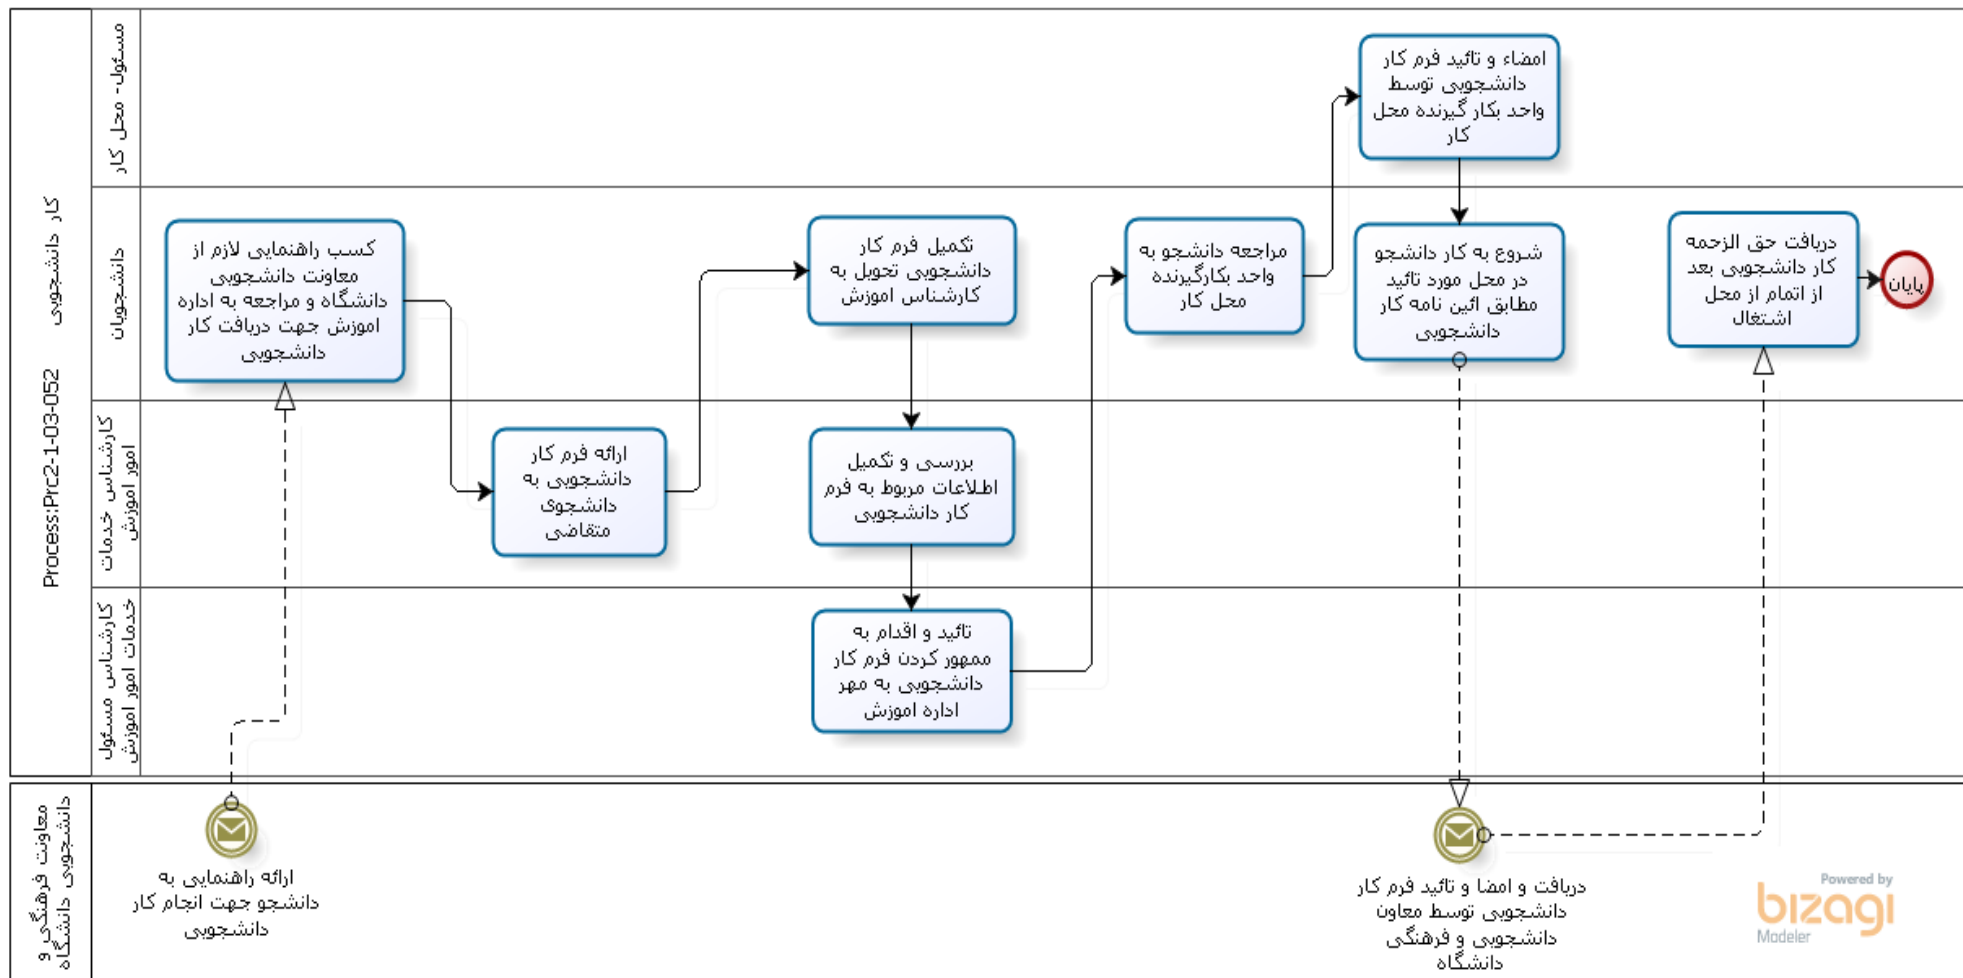 Process:Prc2-1-03-052 کار دانشجویی
مسئول- محل کار
امضاء و تائید فرم کار
دانشجویی توسط
واحد بکار گیرنده محل
کار
دانشجویان
کسب راهنمایی لازم از
معاونت دانشجویی
دانشگاه و مراجعه به اداره
اموزش جهت دریافت کار
دانشجویی
تکمیل فرم کار
دانشجویی تحویل به
کارشناس اموزش
مراجعه دانشجو به
واحد بکارگیرنده
محل کار
شروع به کار دانشجو
در محل مورد تائید
مطابق ائین نامه کار
دانشجویی
دریافت حق الزحمه
کار دانشجویی بعد
از اتمام از محل
اشتغال
پایان
کارشناس خدمات
امور اموزش
ارائه فرم کار
دانشجویی به
دانشجوی
متقاضی
بررسی و تکمیل
اطلاعات مربوط به فرم
کار دانشجویی
کارشناس مسئول
خدمات امور اموزش
تائید و اقدام به
ممهور کردن فرم کار
دانشجویی به مهر
اداره اموزش
معاونت فرهنگی و
دانشجویی دانشگاه
ارائه راهنمایی به
دانشجو جهت انجام کار
دانشجویی
دریافت و امضا و تائید فرم کار
دانشجویی توسط معاون
دانشجویی و فرهنگی
دانشگاه
Powered by
bizagi
Modeler